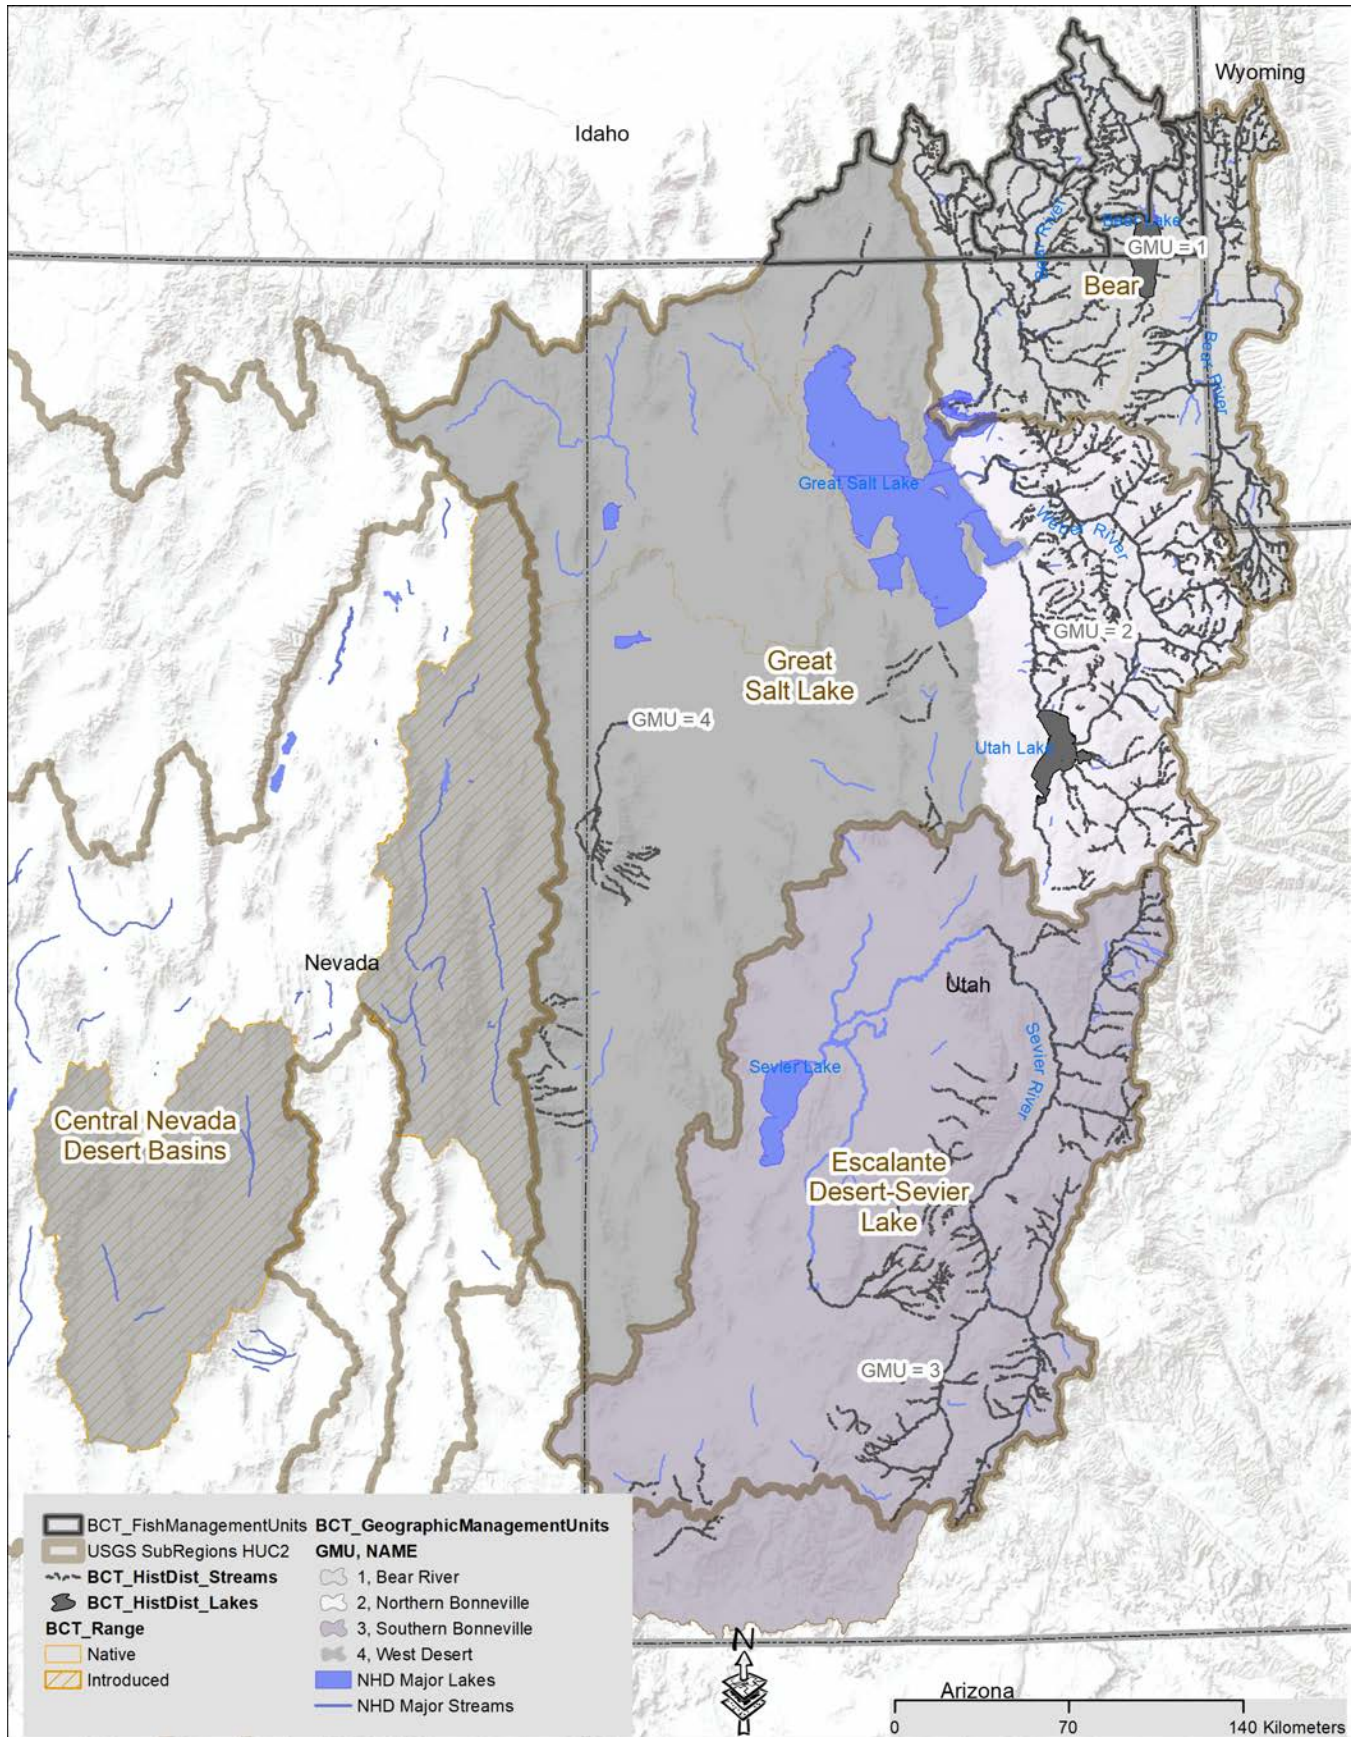 Wyoming
Idaho
Bear Lake
Bear River
GMU = 1
Bear
Bear River
Great Salt Lake
Weber River
GMU = 2
Great
Salt Lake
GMU = 4
Utah Lake
Nevada
Utah
Sevier River
Sevier Lake
Central Nevada
Desert Basins
Escalante
Desert-Sevier
Lake
GMU = 3
BCT_FishManagementUnits
USGS SubRegions HUC2
BCT_HistDist_Streams
BCT_HistDist_Lakes
BCT_Range
Native
Introduced
BCT_GeographicManagementUnits
GMU, NAME
1, Bear River
2, Northern Bonneville
3, Southern Bonneville
4, West Desert
NHD Major Lakes
NHD Major Streams
N
Arizona
0 70 140 Kilometers